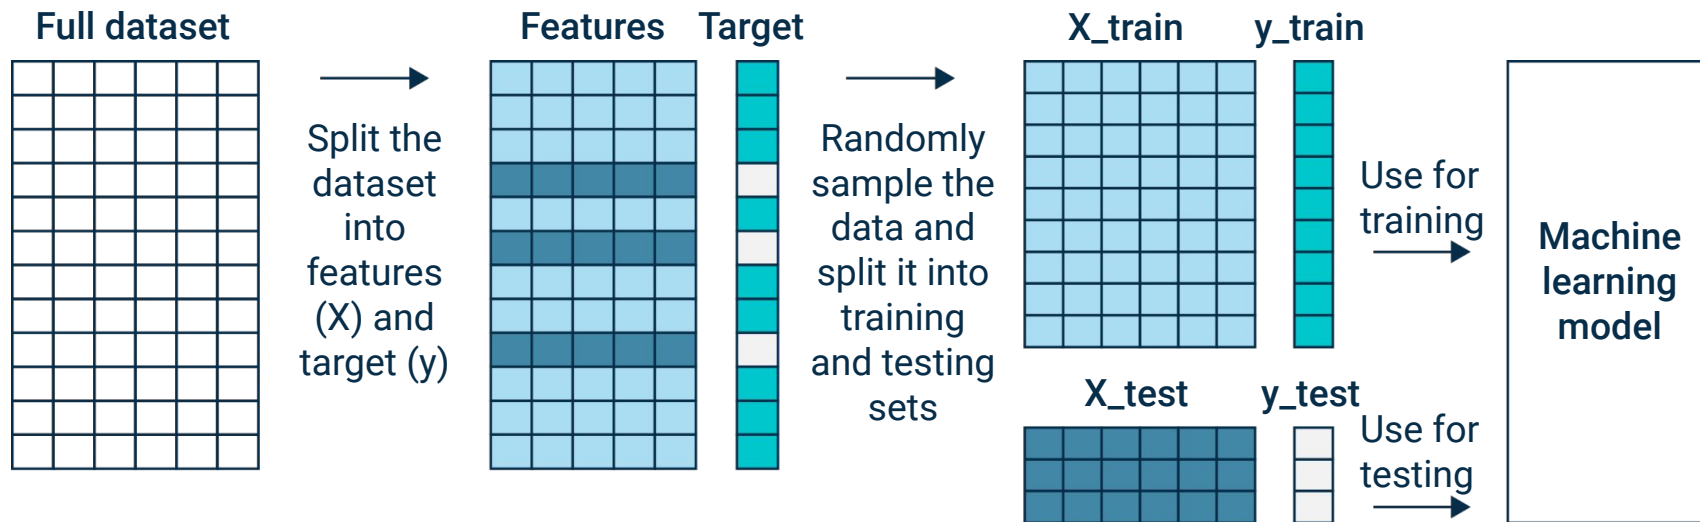 Full dataset
Split the
dataset
into
features
(X) and
target (y)
Features
Target
Randomly
sample the
data and
split it into
training
and testing
sets
X_train
y_train
Use for
training
X_test
y_test
Use for
testing
Machine
learning
model